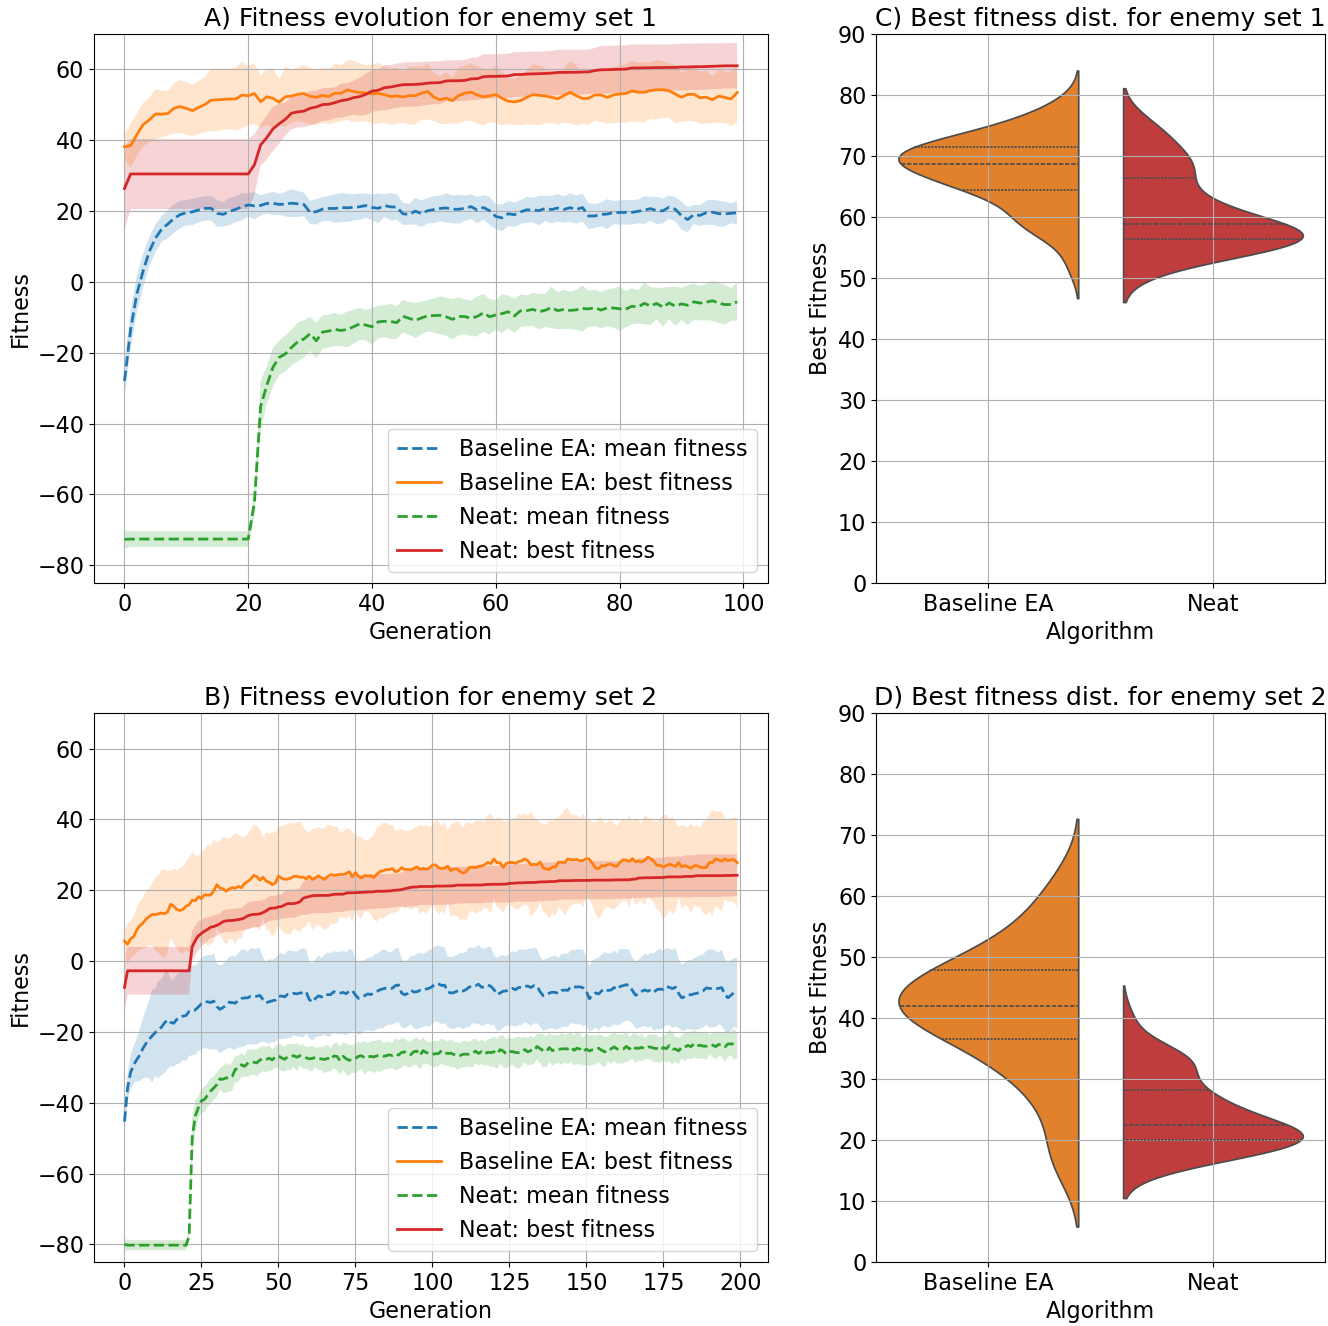 A) Fitness evolution for enemy set 1
Fitness
60
40
20
0
−20
−40
−60
−80
0 20 40 60 80 100
Generation
Baseline EA: mean fitness
Baseline EA: best fitness
Neat: mean fitness
Neat: best fitness
C) Best fitness dist. for enemy set 1
Best Fitness
90
80
70
60
50
40
30
20
10
0
Baseline EA Neat
Algorithm
B) Fitness evolution for enemy set 2
Fitness
60
40
20
0
−20
−40
−60
−80
0 25 50 75 100 125 150 175 200
Generation
Baseline EA: mean fitness
Baseline EA: best fitness
Neat: mean fitness
Neat: best fitness
D) Best fitness dist. for enemy set 2
Best Fitness
90
80
70
60
50
40
30
20
10
0
Baseline EA Neat
Algorithm